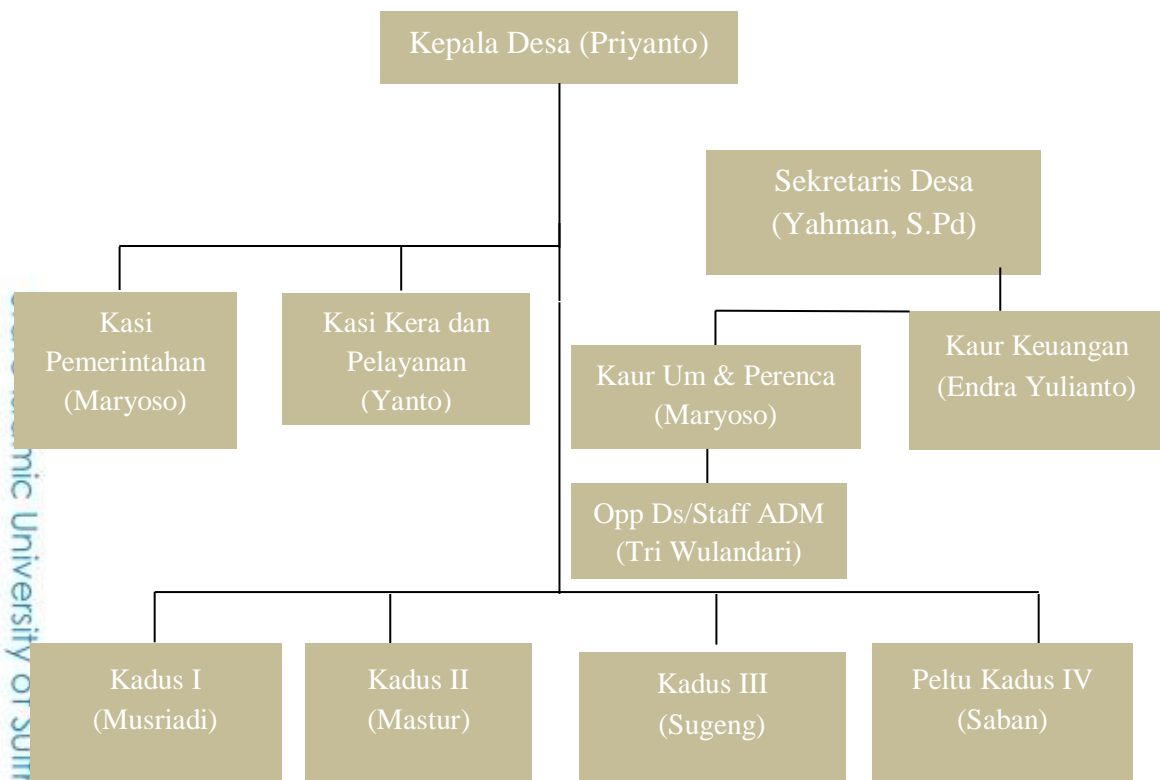 Kepala Desa (Priyanto)
Sekretaris Desa
(Yahman, S.Pd)
Kasi
Pemerintahan
(Maryoso)
Kasi Kera dan
Pelayanan
(Yanto)
Kaur Um & Perenca
(Maryoso)
Kaur Keuangan
(Endra Yulianto)
Opp Ds/Staff ADM
(Tri Wulandari)
Kadus I
(Musriadi)
Kadus II
(Mastur)
Kadus III
(Sugeng)
Peltu Kadus IV
(Saban)
University of